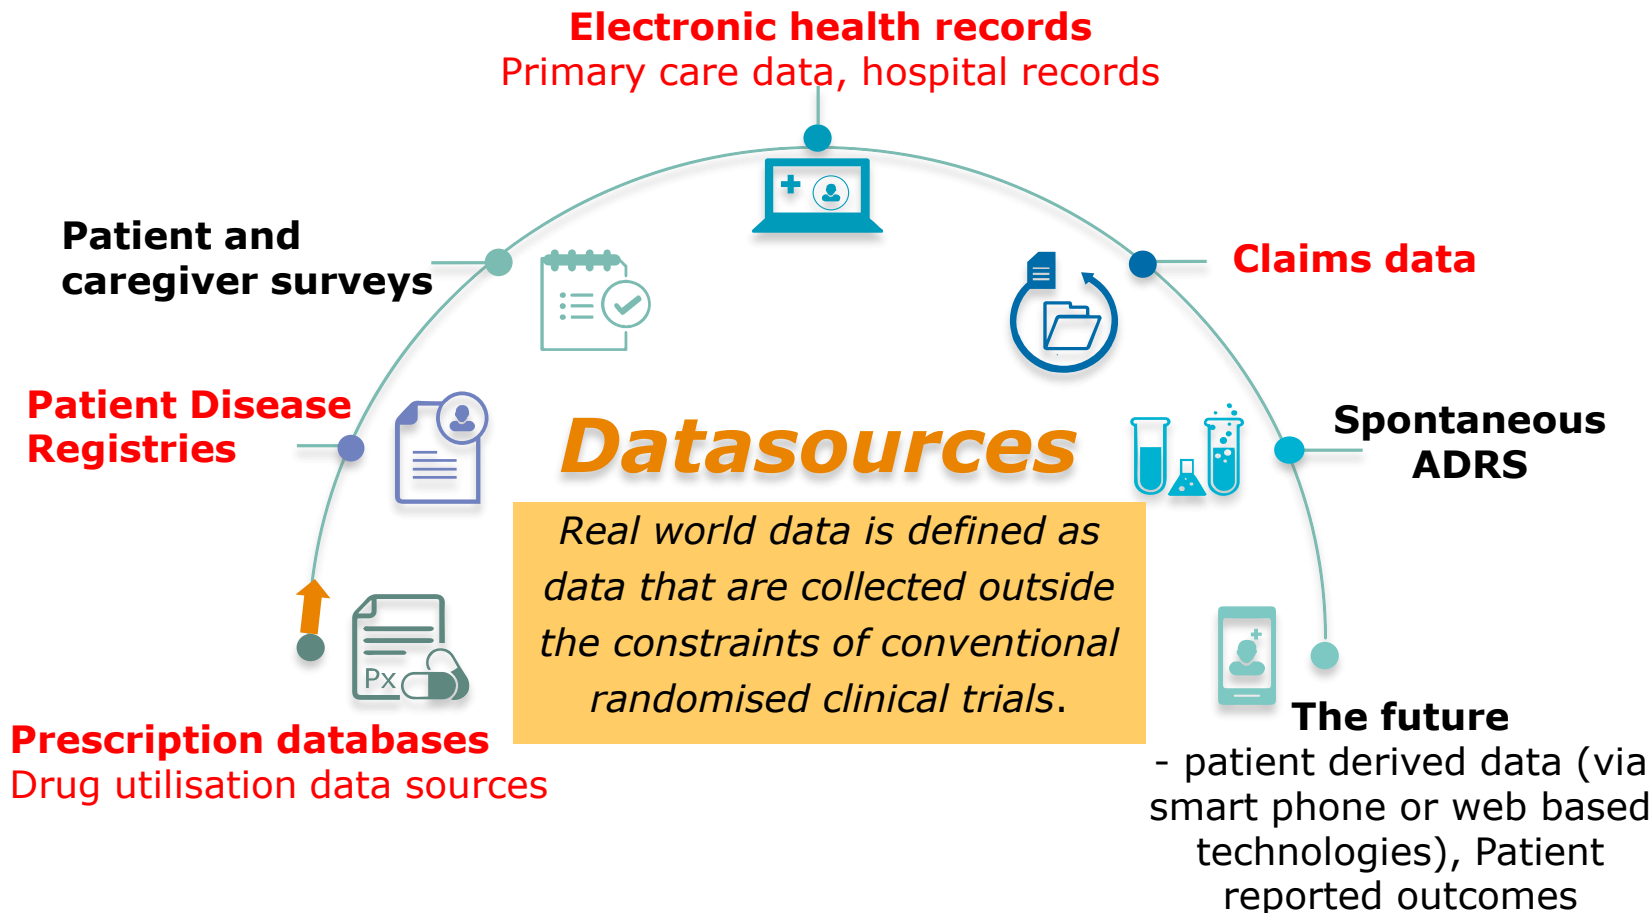 Electronic health records
Primary care data, hospital records
Patient and
caregiver surveys
Claims data
Patient Disease
Registries
Spontaneous
ADRS
Datasources
Real world data is defined as
data that are collected outside
the constraints of conventional
randomised clinical trials.
Px
Prescription databases
Drug utilisation data sources
The future
- patient derived data (via
smart phone or web based
technologies), Patient
reported outcomes